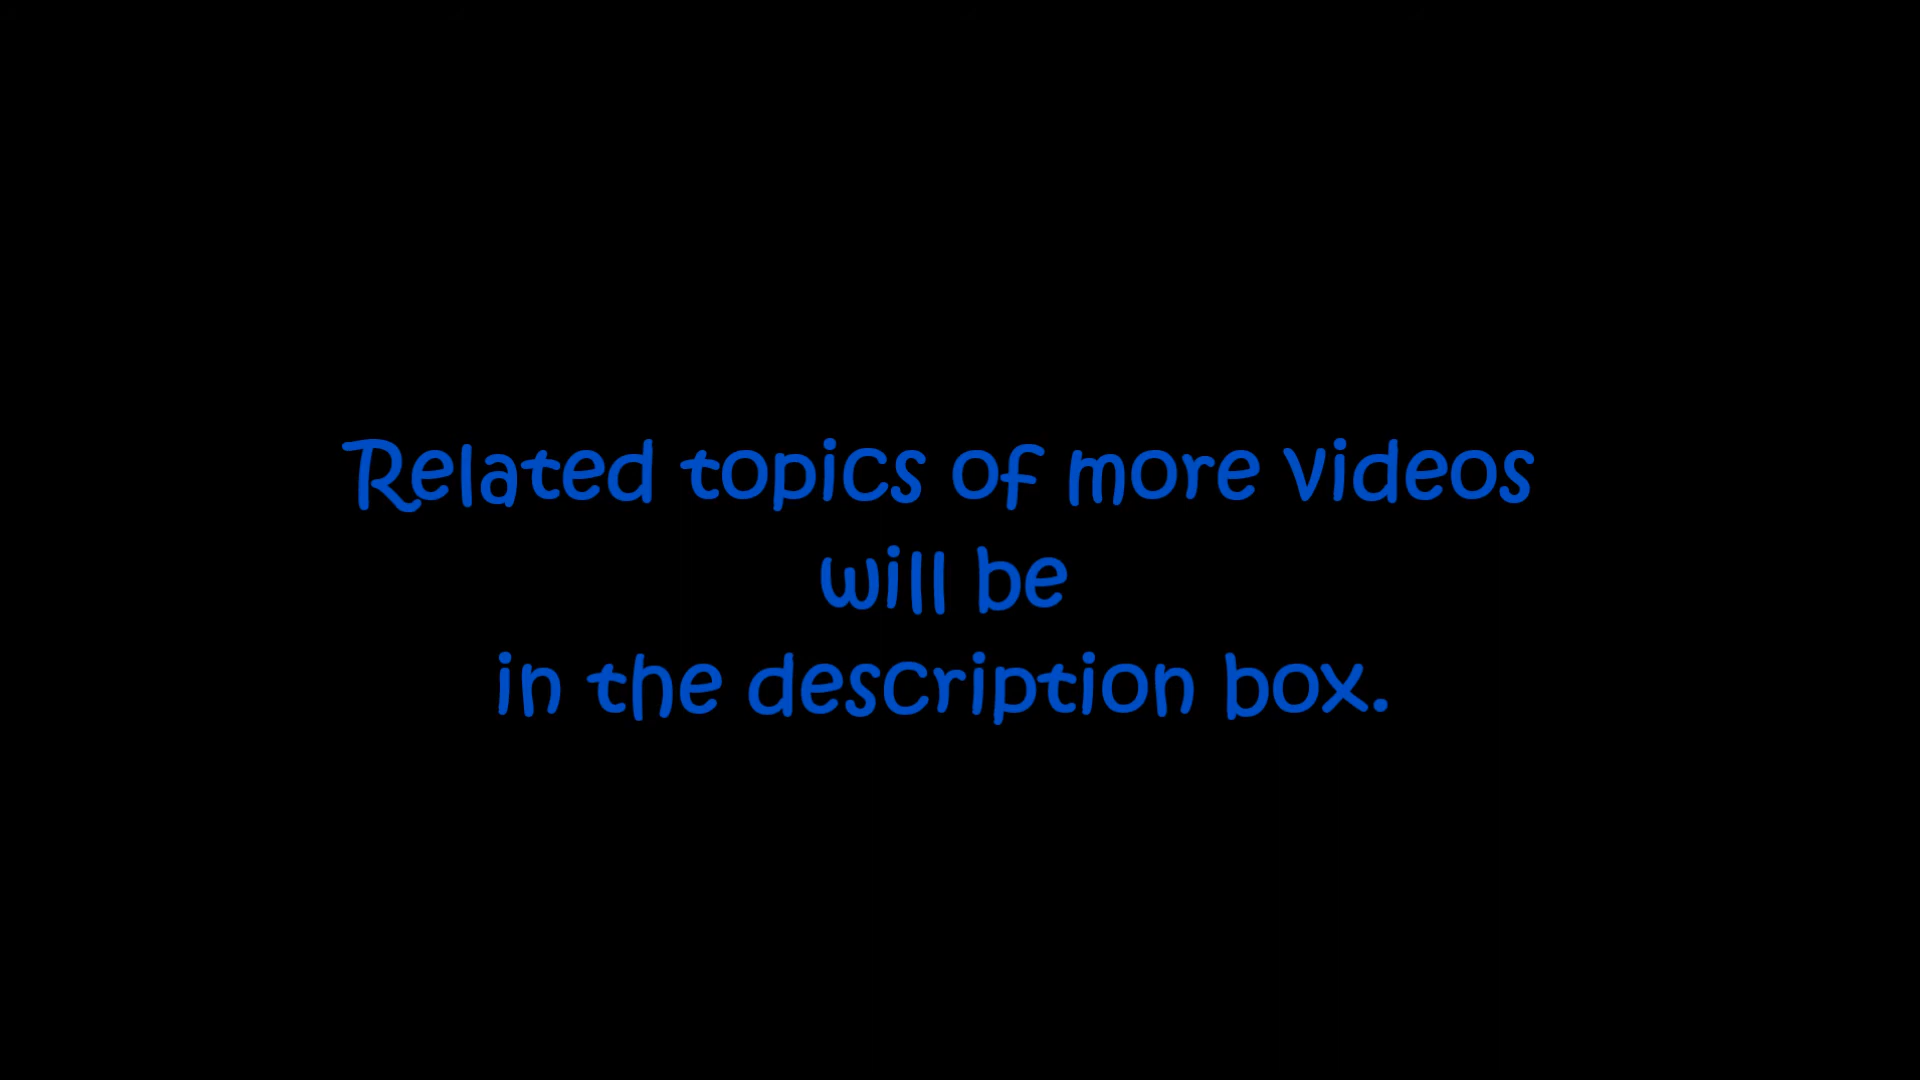 Related topics of more videos
will be
in the description box.